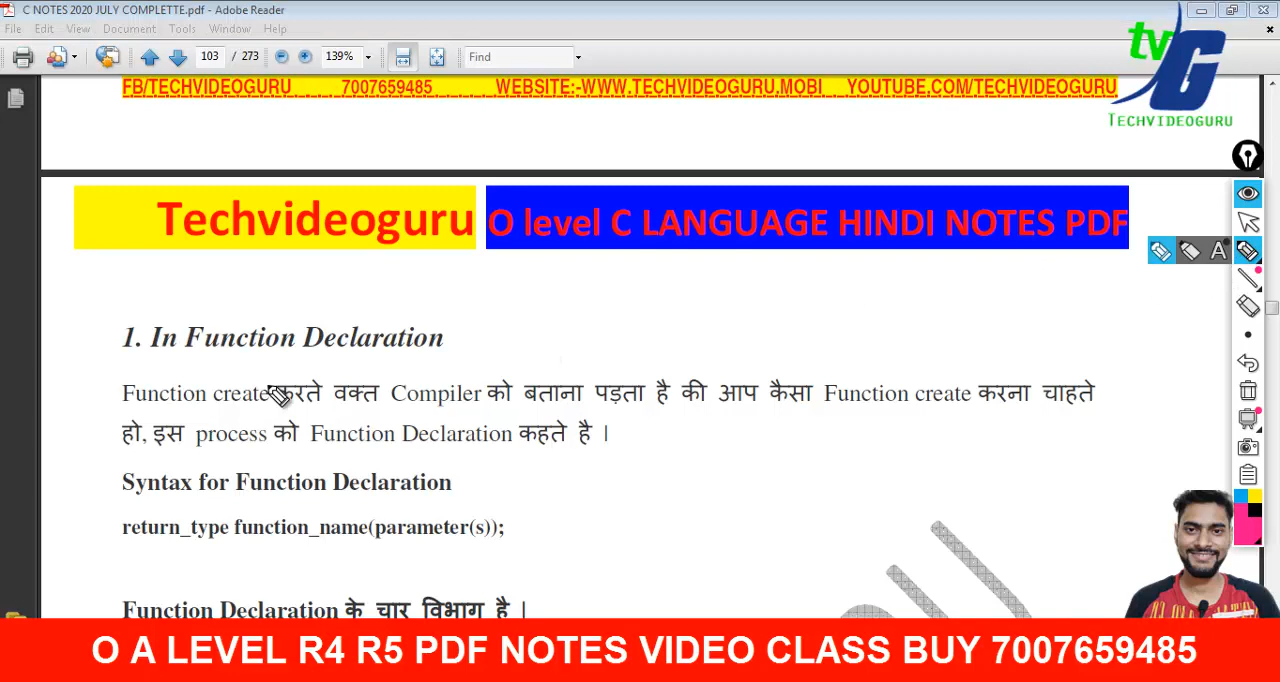 C NOTES 2020 JULY COMPLETTE.pdf - Adobe Reader
File Edit View Document Tools Window Help
103 / 273 139% Find
FB/TECHVIDEOGURU 7007659485 WEBSITE:-WWW.TECHVIDEOGURU.MOBI YOUTUBE.COM/TECHVIDEOGURU
tv G
TECHVIDEOGURU
Techvideoguru O level C LANGUAGE HINDI NOTES PDF
A
1. In Function Declaration
Function create करते वक्त Compiler को बताना पड़ता है की आप कैसा Function create करना चाहते
हो, इस process को Function Declaration कहते है |
Syntax for Function Declaration
return_type function_name(parameter(s));
Function Declaration के चार विभाग है |
O A LEVEL R4 R5 PDF NOTES VIDEO CLASS BUY 7007659485